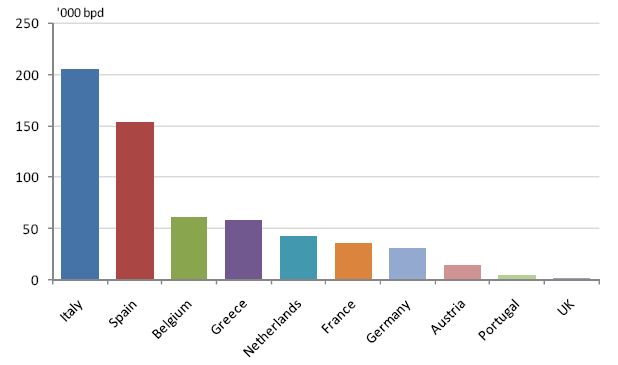 '000 bpd
250
200
150
100
50
0
Italy
Spain
Belgium
Greece
Netherlands
France
Germany
Austria
Portugal
UK